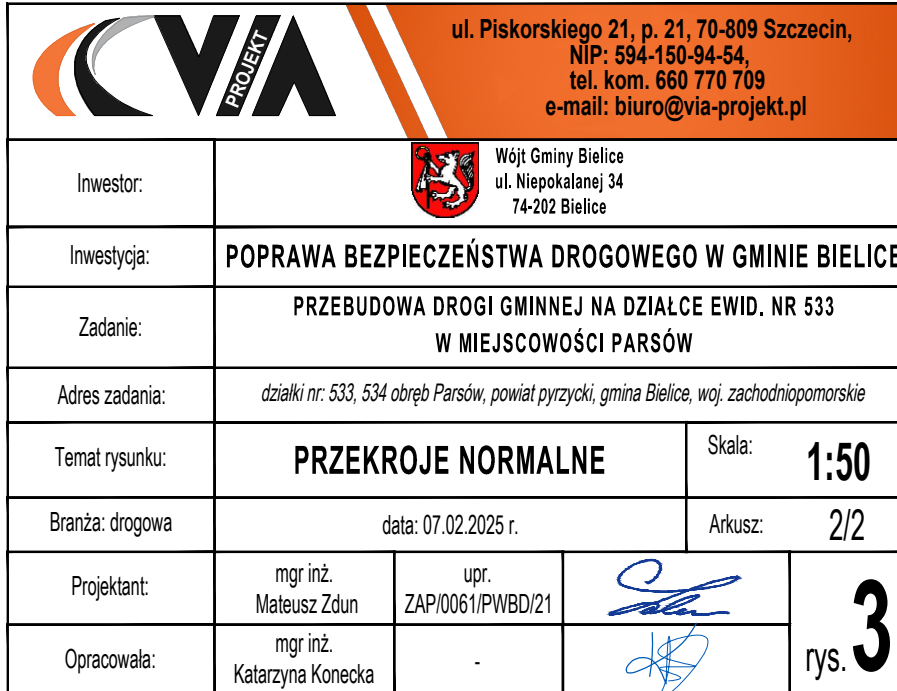 VIA
PROJEKT
ul. Piskorskiego 21, p. 21, 70-809 Szczecin,
NIP: 594-150-94-54,
tel. kom. 660 770 709
e-mail: biuro@via-projekt.pl
Inwestor:
Wójt Gminy Bielice
ul. Niepokalanej 34
74-202 Bielice
Inwestycja:
POPRAWA BEZPIECZEŃSTWA DROGOWEGO W GMINIE BIELICE
Zadanie:
PRZEBUDOWA DROGI GMINNEJ NA DZIAŁCE EWID. NR 533
W MIEJSCOWOŚCI PARSÓW
Adres zadania:
działki nr: 533, 534 obręb Parsów, powiat pyrzycki, gmina Bielice, woj. zachodniopomorskie
Temat rysunku:
PRZEKROJE NORMALNE
Skala:
1:50
Branża: drogowa
data: 07.02.2025 r.
Arkusz:
2/2
Projektant:
mgr inż.
Mateusz Zdun
upr.
ZAP/0061/PWBD/21
Opracowała:
mgr inż.
Katarzyna Konecka
-
rys. 3